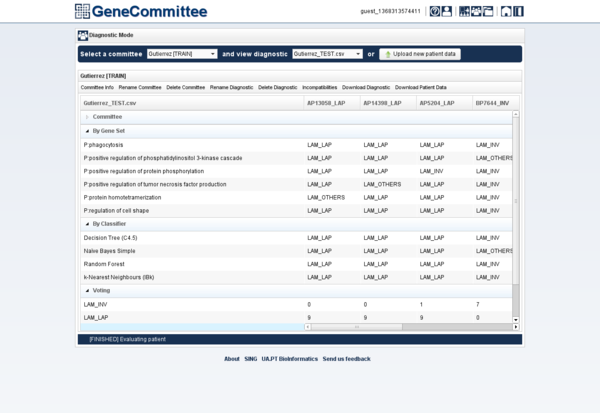 GeneCommittee
guest_1368313574411
Diagnostic Mode
Select a committee Gutierrez [TRAIN] and view diagnostic Gutierrez_TEST.csv or Upload new patient data
Gutierrez [TRAIN]
Committee Info Rename Committee Delete Committee Rename Diagnostic Delete Diagnostic Incompatibilities Download Diagnostic Download Patient Data
Gutierrez_TEST.csv AP13058_LAP AP14398_LAP AP5204_LAP BP7644_INV
Committee
By Gene Set
P:phagocytosis LAM_LAP LAM_LAP LAM_LAP LAM_INV
P:positive regulation of phosphatidylinositol 3-kinase cascade LAM_LAP LAM_LAP LAM_LAP LAM_OTHERS
P:positive regulation of protein phosphorylation LAM_LAP LAM_LAP LAM_INV LAM_INV
P:positive regulation of tumor necrosis factor production LAM_LAP LAM_OTHERS LAM_LAP LAM_INV
P:protein homotetramerization LAM_OTHERS LAM_LAP LAM_LAP LAM_INV
P:regulation of cell shape LAM_LAP LAM_LAP LAM_LAP LAM_INV
By Classifier
Decision Tree (C4.5) LAM_LAP LAM_LAP LAM_LAP LAM_INV
Naïve Bayes Simple LAM_LAP LAM_LAP LAM_LAP LAM_OTHERS
Random Forest LAM_LAP LAM_LAP LAM_LAP LAM_INV
k-Nearest Neighbours (IBk) LAM_LAP LAM_LAP LAM_LAP LAM_INV
Voting
LAM_INV 0 0 1 7
LAM_LAP 9 9 9 0
[FINISHED] Evaluating patient
About SING UA.PT Bioinformatics Send us feedback